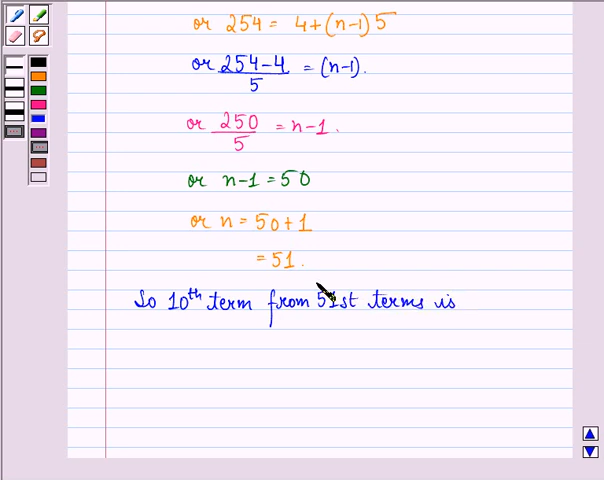 or 254 = 4+(n-1)5
or 254-4/5 = (n-1).
or 250/5 = n-1.
or n-1 = 50
or n = 50+1
= 51.
So 10th term from 51st terms is